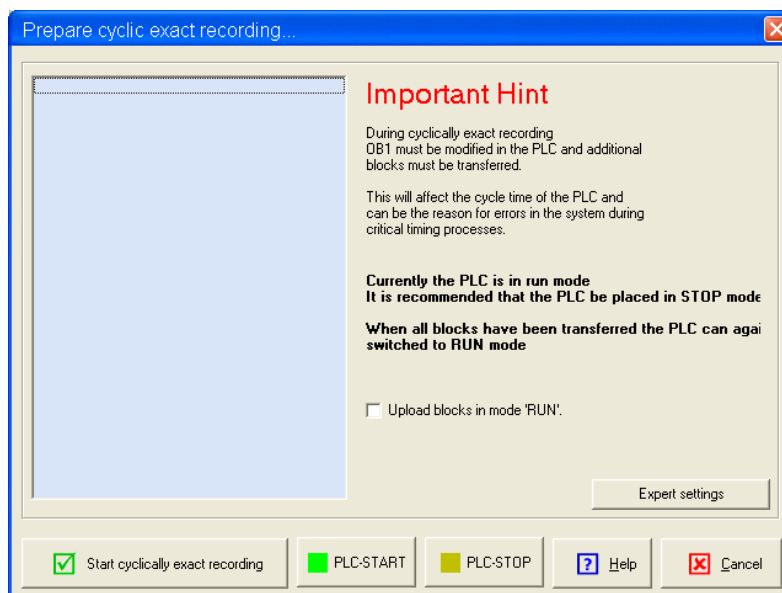 Prepare cyclic exact recording...
Important Hint
During cyclically exact recording
OB1 must be modified in the PLC and additional
blocks must be transferred.
This will affect the cycle time of the PLC and
can be the reason for errors in the system during
critical timing processes.
Currently the PLC is in run mode
It is recommended that the PLC be placed in STOP mode
When all blocks have been transferred the PLC can agai
switched to RUN mode
Upload blocks in mode 'RUN'.
Expert settings
Start cyclically exact recording
PLC-START
PLC-STOP
Help
Cancel